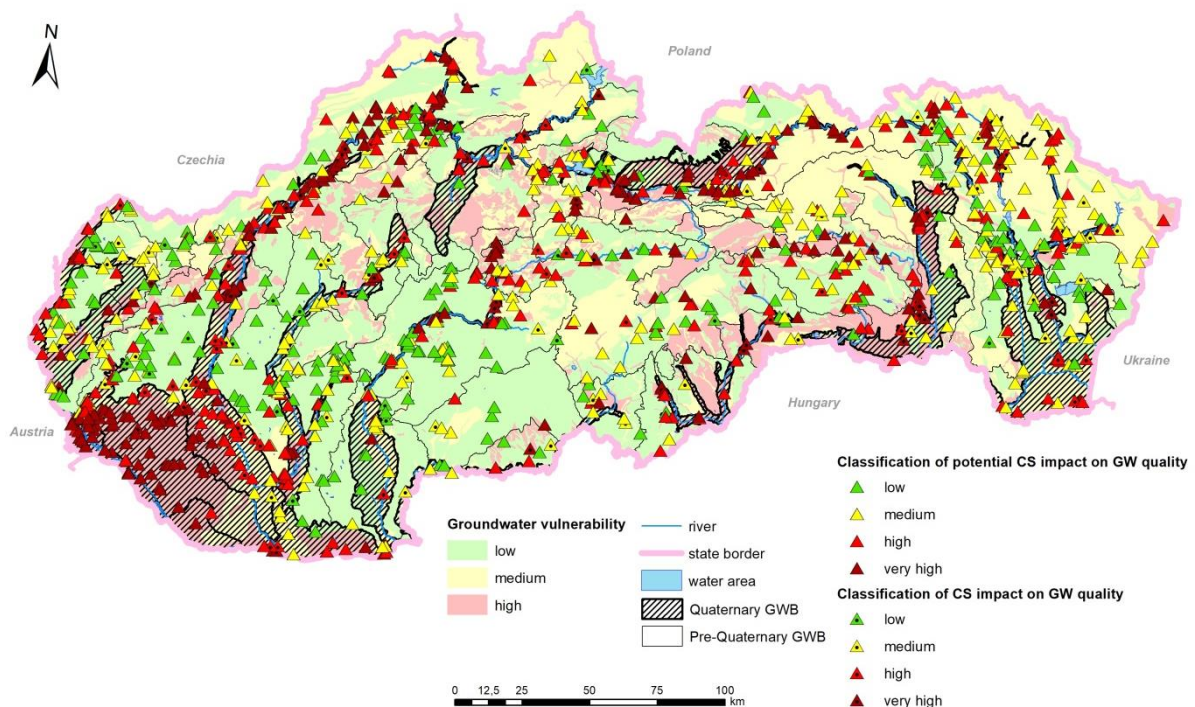 N
Poland
Czechia
Austria
Hungary
Ukraine
Groundwater vulnerability
low
medium
high
river
state border
water area
Quaternary GWB
Pre-Quaternary GWB
Classification of potential CS impact on GW quality
low
medium
high
very high
Classification of CS impact on GW quality
low
medium
high
very high
0 12,5 25 50 75 100
km